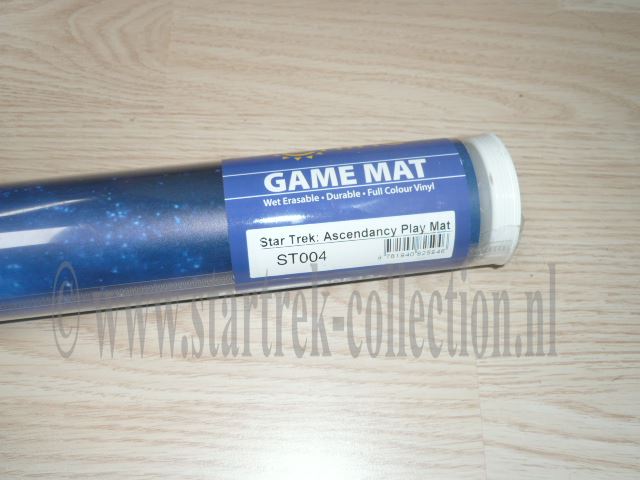 GAME MAT
Wet Erasable • Durable • Full Colour Vinyl
Star Trek: Ascendancy Play Mat
ST004
© www.startrek-collection.nl